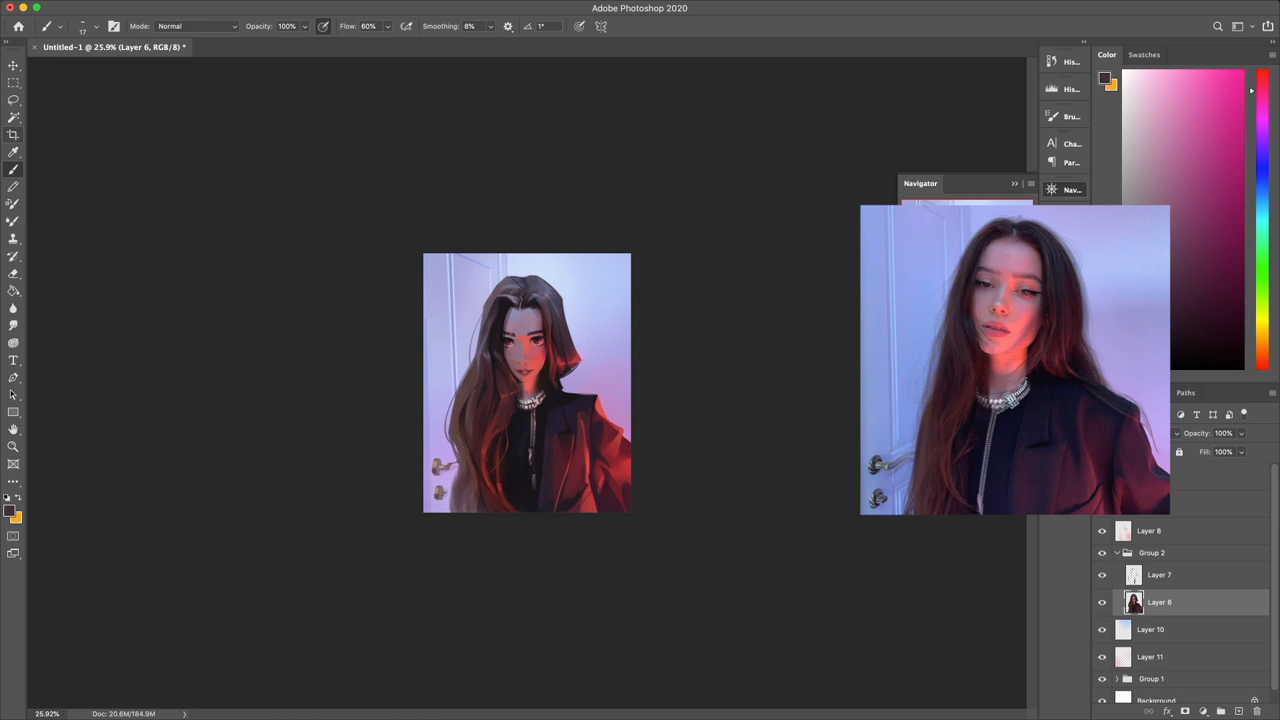 Adobe Photoshop 2020
17
Mode: Normal
Opacity: 100%
Flow: 60%
Smoothing: 8%
1°
Untitled-1 @ 25.9% (Layer 6, RGB/8) *
His...
His...
Bru...
Cha...
Par...
Nav...
Navigator
Color
Swatches
Paths
Opacity: 100%
Fill: 100%
Layer 8
Group 2
Layer 7
Layer 6
Layer 10
Layer 11
Group 1
Background
25.92%
Doc: 20.6M/184.9M